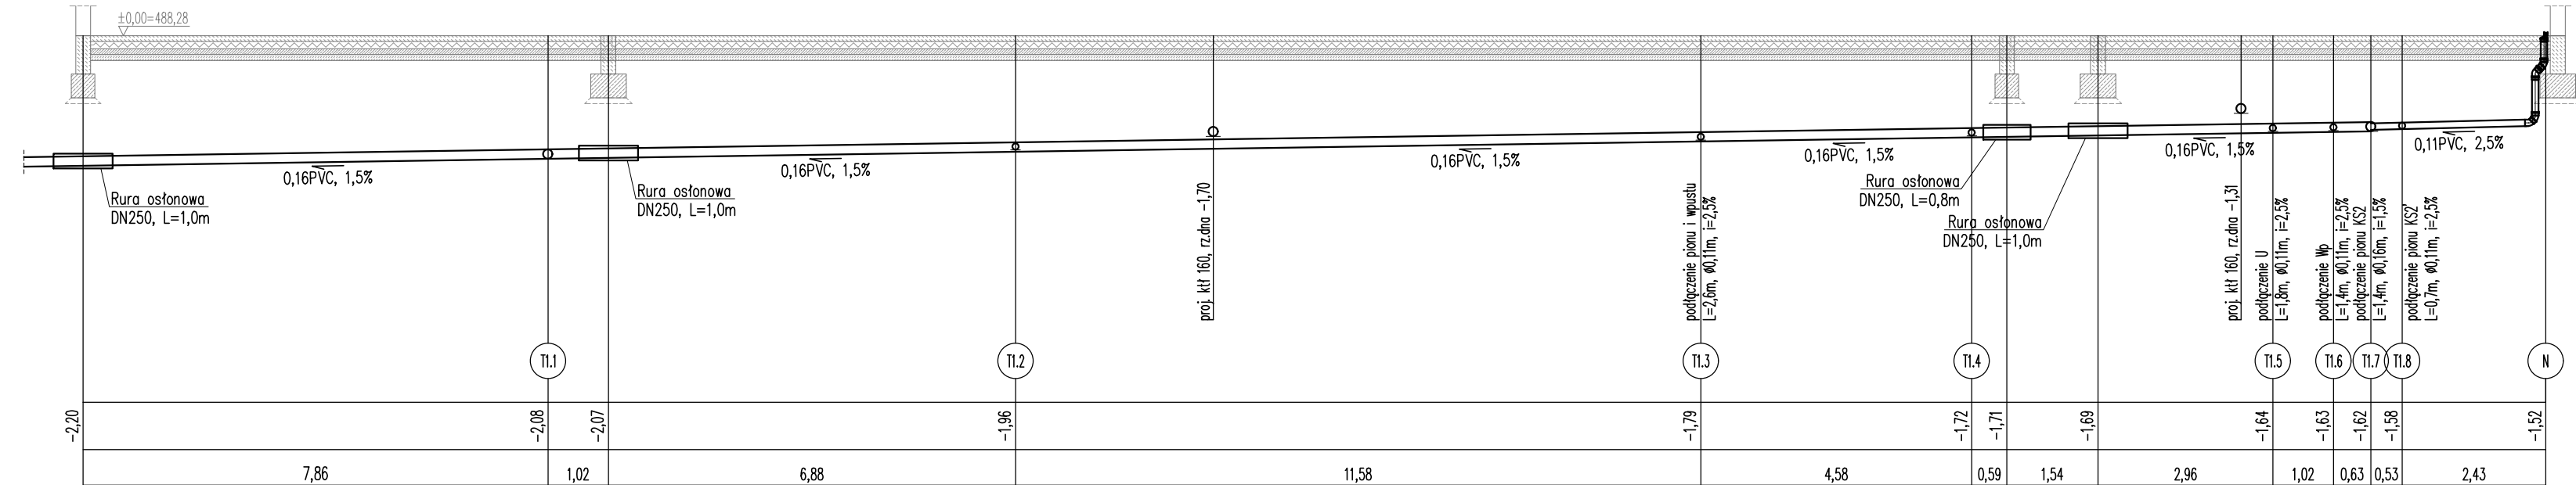 ±0,00=488,28
0,16PVC, 1,5%
0,16PVC, 1,5%
0,16PVC, 1,5%
0,16PVC, 1,5%
0,16PVC, 1,5%
0,11PVC, 2,5%
Rura osłonowa
DN250, L=1,0m
Rura osłonowa
DN250, L=1,0m
Rura osłonowa
DN250, L=0,8m
Rura osłonowa
DN250, L=1,0m
proj. ktł 160, rz.dna -1,70
podłączenie pionu i wpustu
L=2,6m, ø0,11m, i=2,5%
proj. ktł 160, rz.dna -1,31
podłączenie U
L=1,8m, ø0,11m, i=2,5%
podłączenie Wp
L=1,4m, ø0,11m, i=2,5%
podłączenie pionu KS2
L=1,4m, ø0,16m, i=1,5%
podłączenie pionu KS2'
L=0,7m, ø0,11m, i=2,5%
T1.1
T1.2
T1.3
T1.4
T1.5
T1.6
T1.7
T1.8
N
-2,20
-2,08
-2,07
-1,96
-1,79
-1,72
-1,71
-1,69
-1,64
-1,63
-1,62
-1,58
-1,52
7,86
1,02
6,88
11,58
4,58
0,59
1,54
2,96
1,02
0,63
0,53
2,43